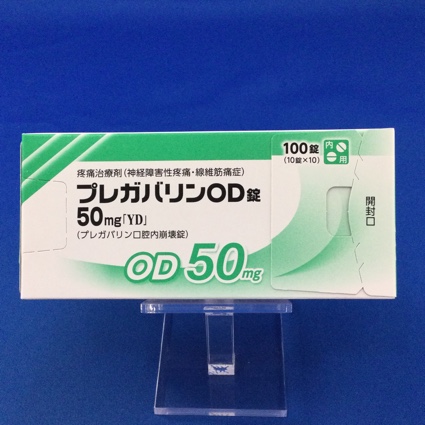 疼痛治療剤(神経障害性疼痛・線維筋痛症)
プレガバリンOD錠
50mg「YD」
(プレガバリン口腔内崩壊錠)
OD 50mg
100錠
(10錠×10)
内用
開封口